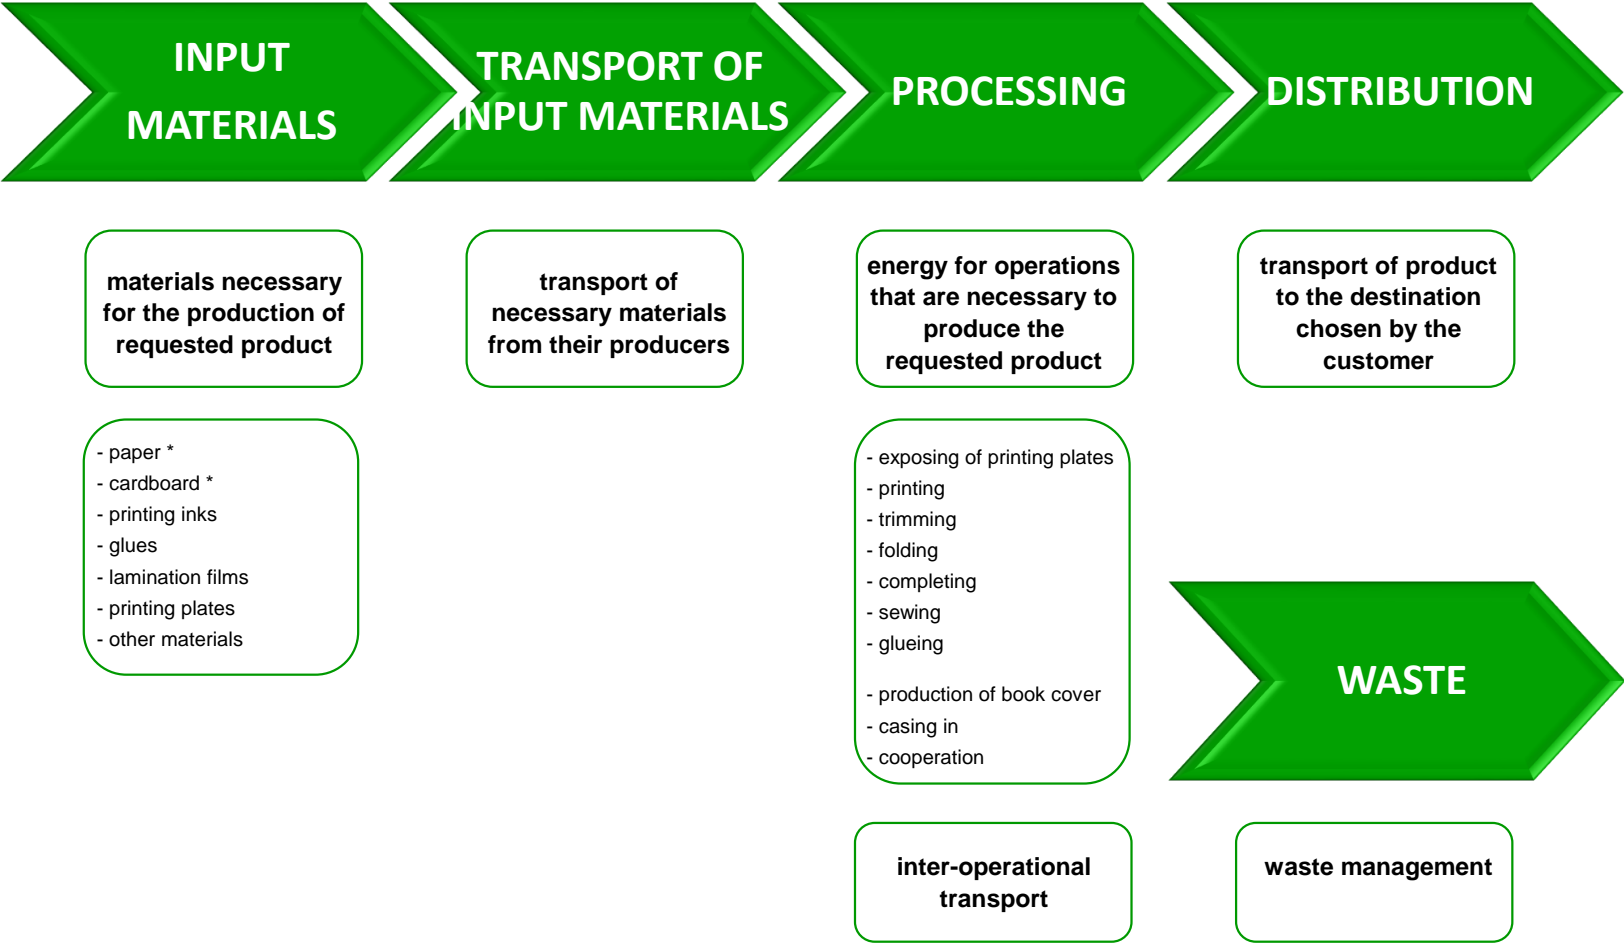 INPUT
MATERIALS
TRANSPORT OF
INPUT MATERIALS
PROCESSING
DISTRIBUTION
materials necessary
for the production of
requested product
transport of
necessary materials
from their producers
energy for operations
that are necessary to
produce the
requested product
transport of product
to the destination
chosen by the
customer
- paper *
- cardboard *
- printing inks
- glues
- lamination films
- printing plates
- other materials
- exposing of printing plates
- printing
- trimming
- folding
- completing
- sewing
- glueing
- production of book cover
- casing in
- cooperation
WASTE
inter-operational
transport
waste management